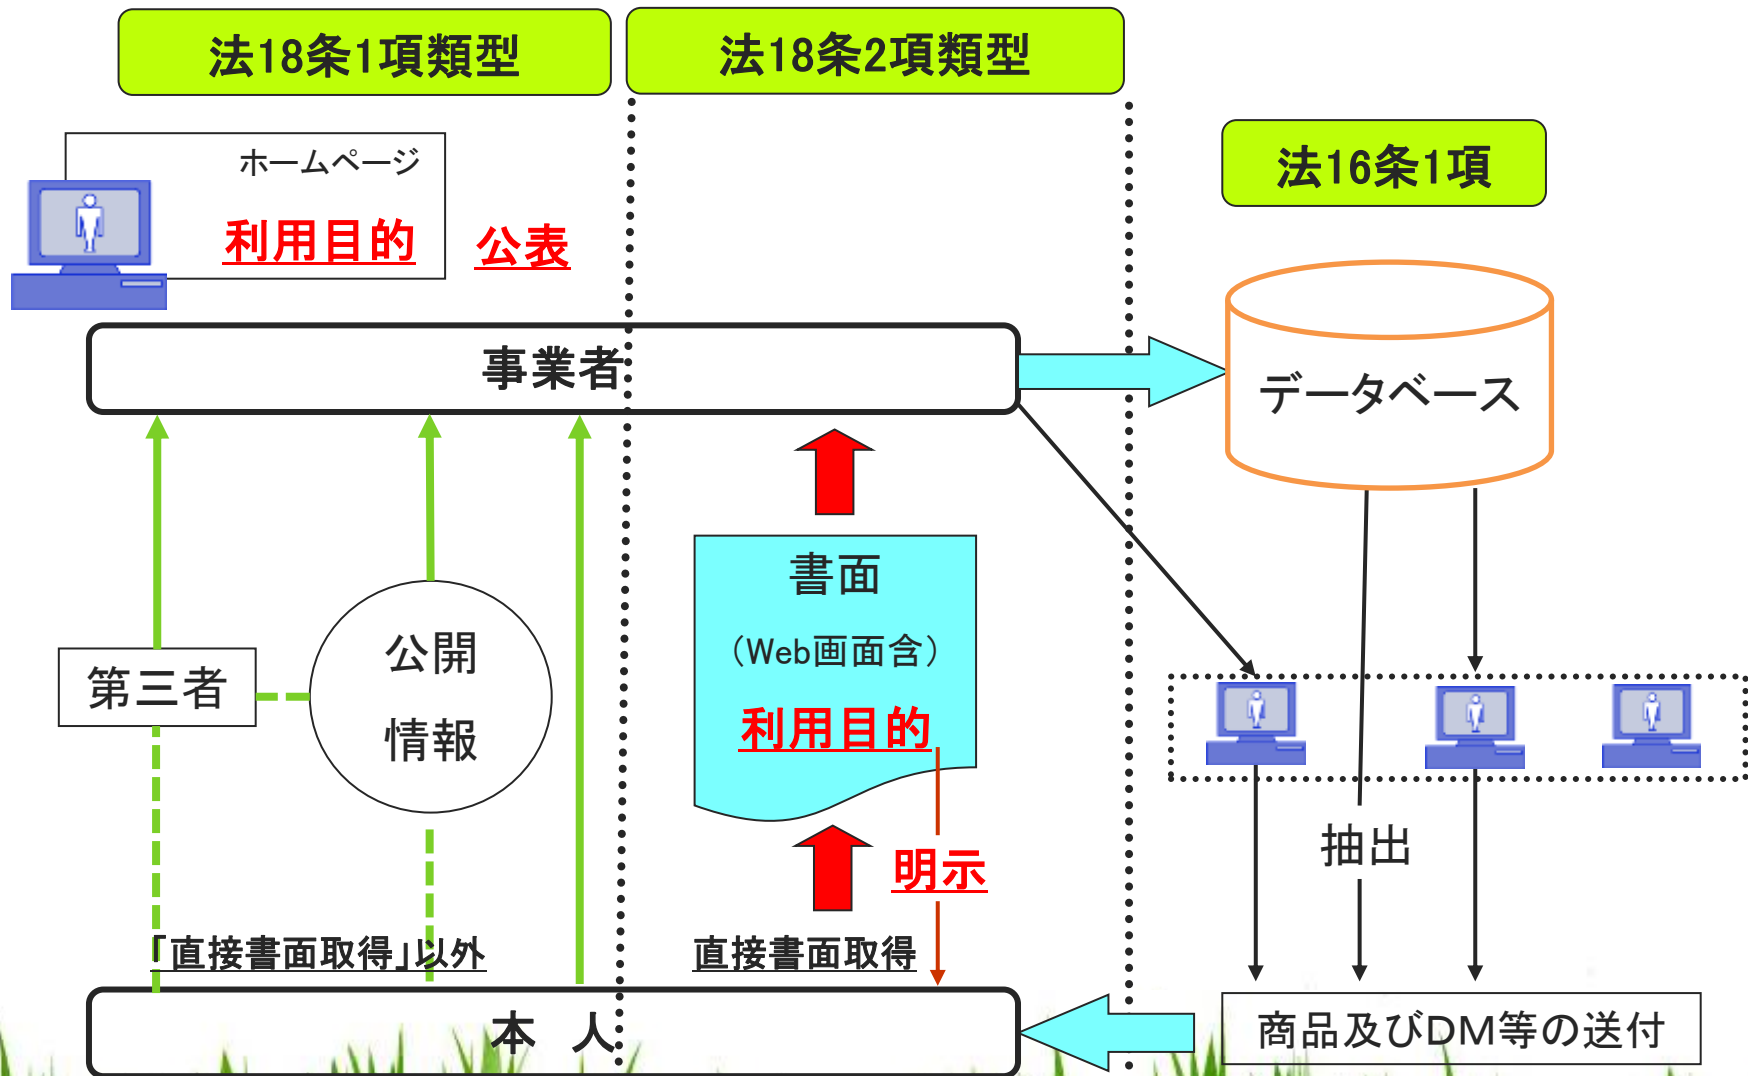 法18条1項類型
法18条2項類型
法16条1項
ホームページ
利用目的
公表
事業者
データベース
書面
（Web画面含）
利用目的
公開
情報
第三者
明示
抽出
「直接書面取得」以外
直接書面取得
本　人
商品及びDM等の送付